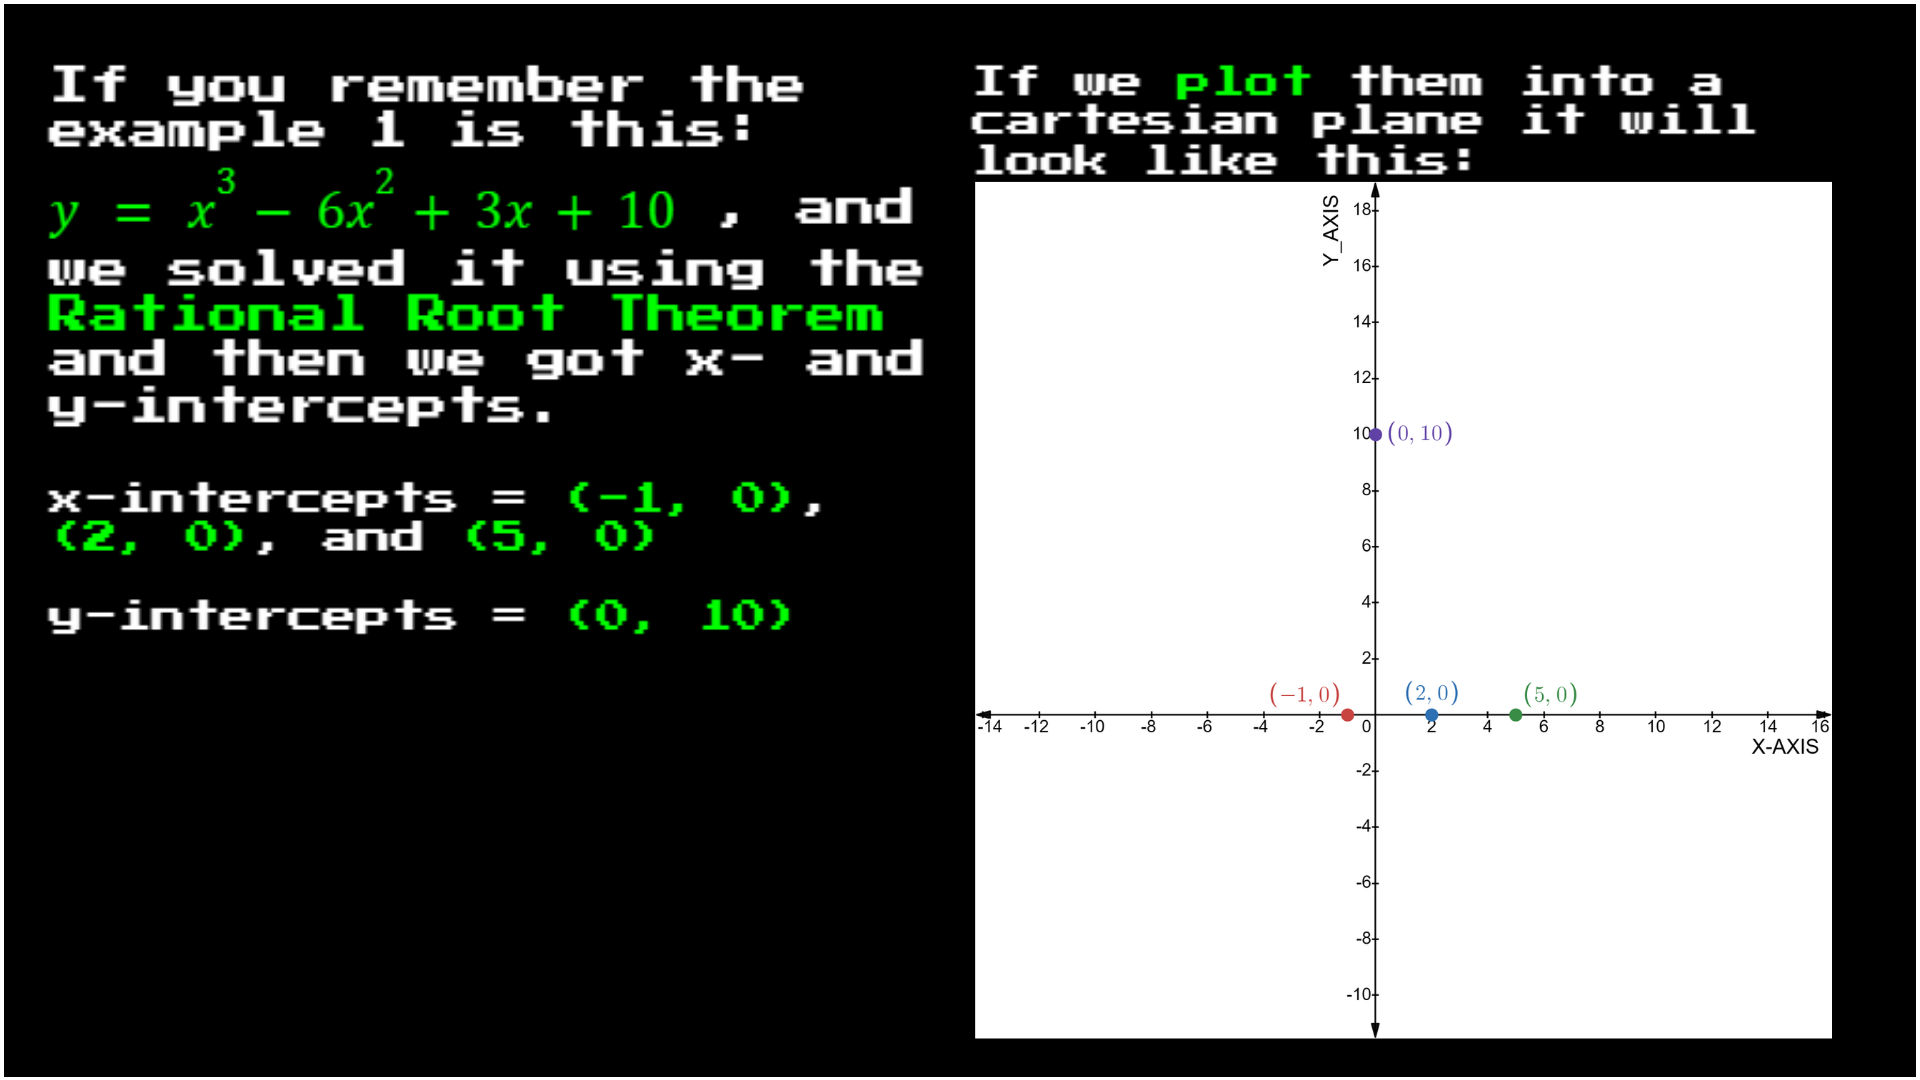 If you remember the
example 1 is this:
y = x³ − 6x² + 3x + 10 , and
we solved it using the
Rational Root Theorem
and then we got x- and
y-intercepts.
x-intercepts = (-1, 0),
(2, 0), and (5, 0)
y-intercepts = (0, 10)
If we plot them into a
cartesian plane it will
look like this:
Y_AXIS
18
16
14
12
10 (0, 10)
8
6
4
2
(−1, 0) (2, 0) (5, 0)
-14 -12 -10 -8 -6 -4 -2 0 2 4 6 8 10 12 14 16
X-AXIS
-2
-4
-6
-8
-10